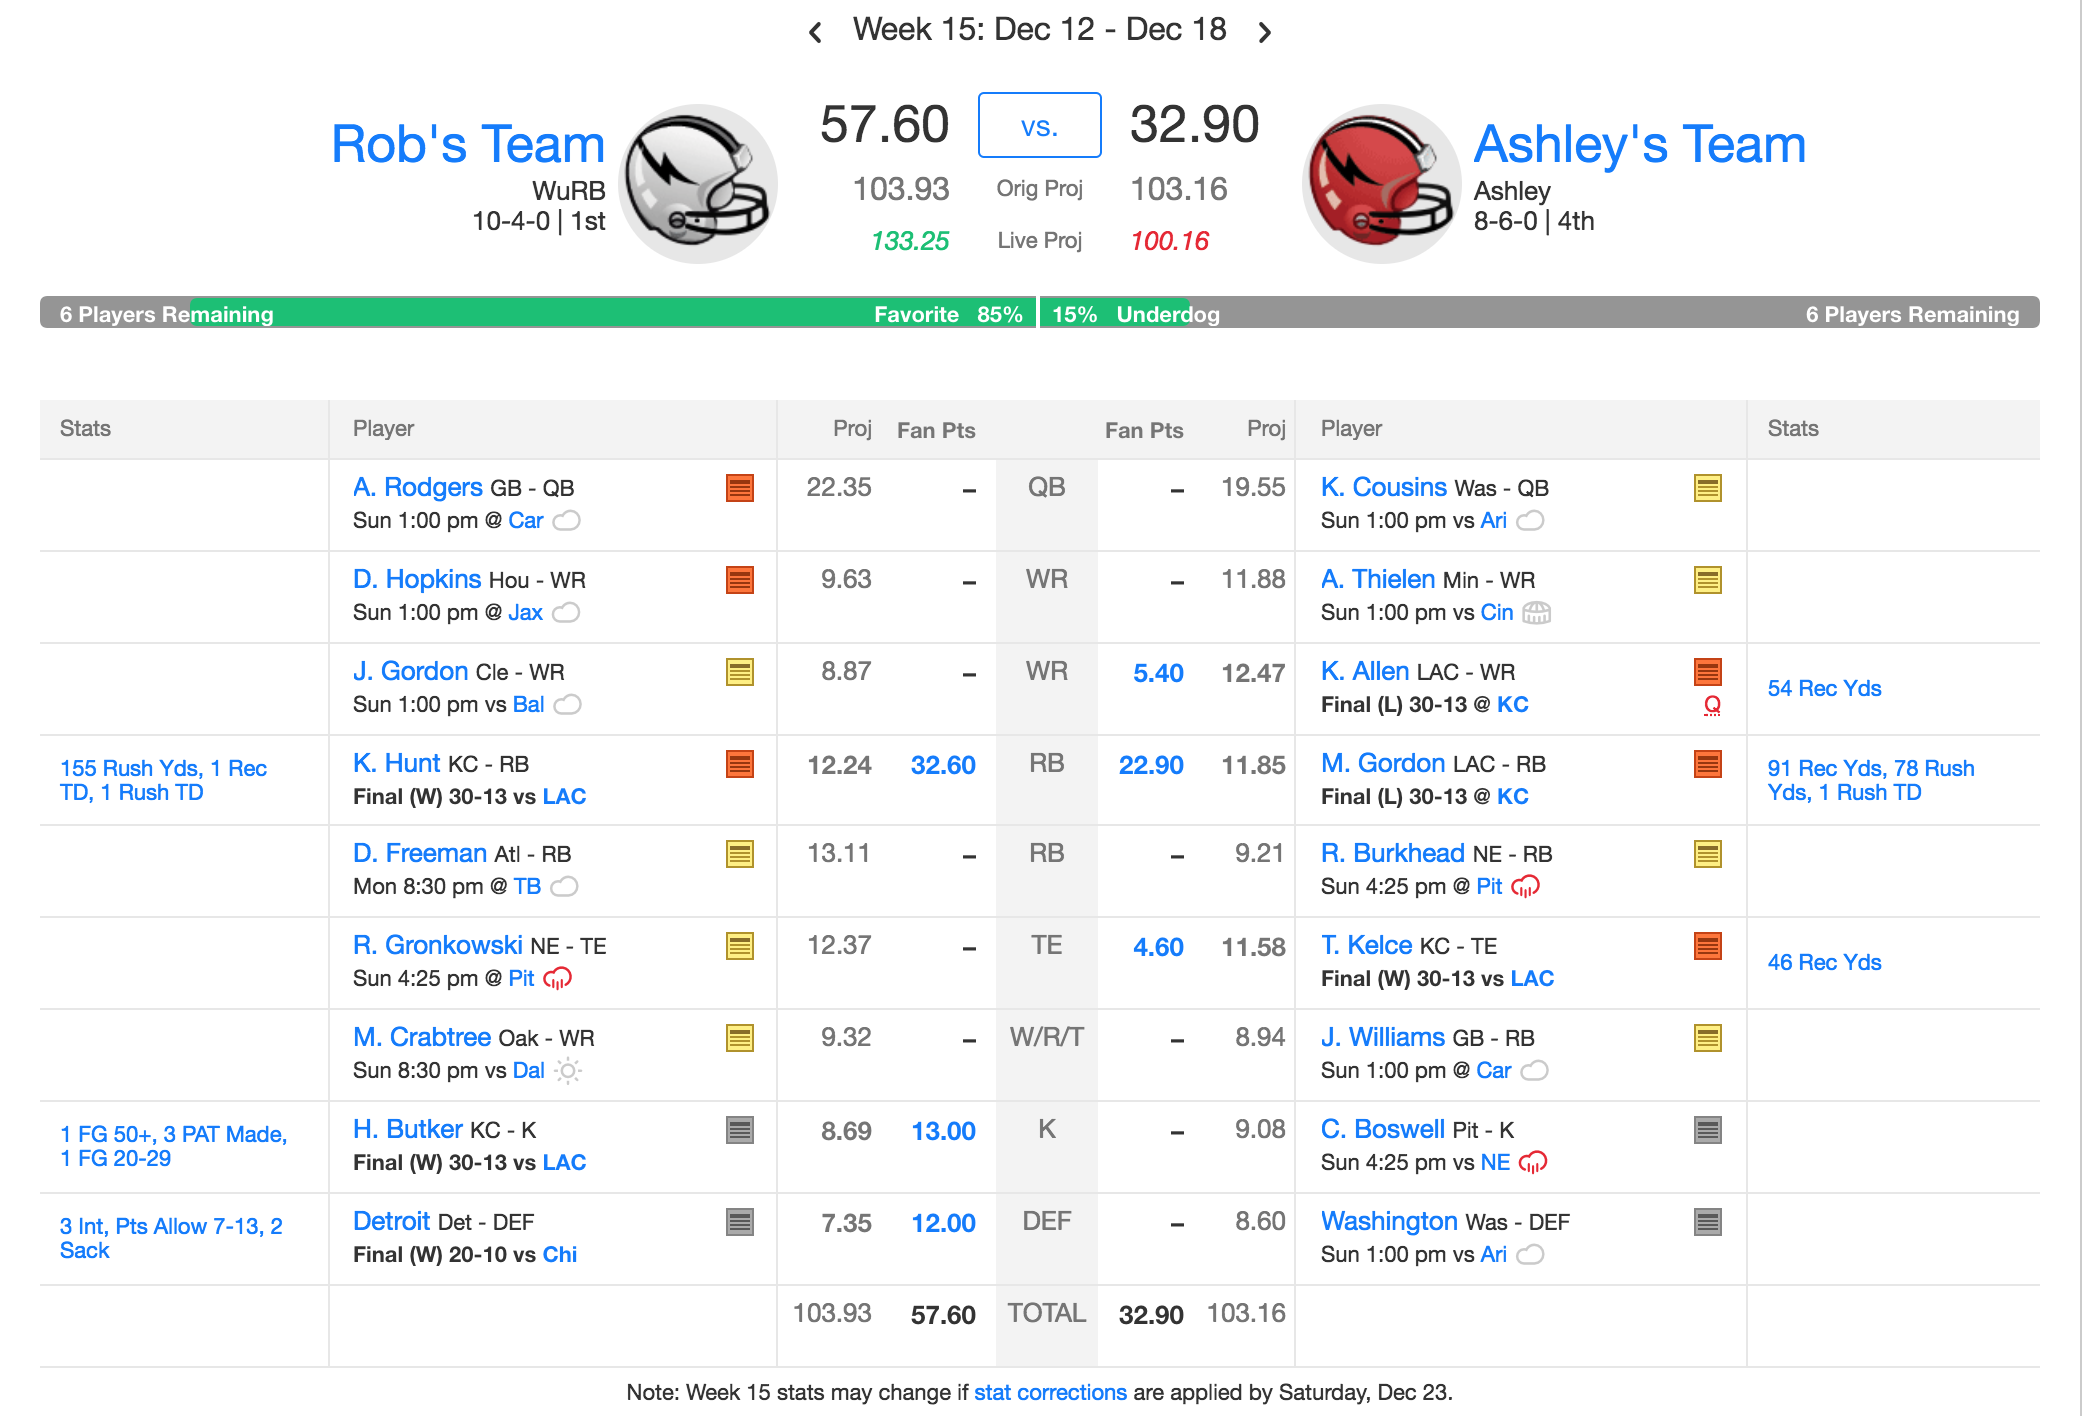 Week 15: Dec 12 - Dec 18
Rob's Team
WuRB
10-4-0 | 1st
57.60 vs. 32.90
103.93 Orig Proj 103.16
133.25 Live Proj 100.16
Ashley's Team
Ashley
8-6-0 | 4th
6 Players Remaining Favorite 85% 15% Underdog 6 Players Remaining
Stats Player Proj Fan Pts Fan Pts Proj Player Stats
A. Rodgers GB - QB 22.35 – QB – 19.55 K. Cousins Was - QB
Sun 1:00 pm @ Car Sun 1:00 pm vs Ari
D. Hopkins Hou - WR 9.63 – WR – 11.88 A. Thielen Min - WR
Sun 1:00 pm @ Jax Sun 1:00 pm vs Cin
J. Gordon Cle - WR 8.87 – WR 5.40 12.47 K. Allen LAC - WR
54 Rec Yds
Sun 1:00 pm vs Bal Final (L) 30-13 @ KC Q
K. Hunt KC - RB 12.24 32.60 RB 22.90 11.85 M. Gordon LAC - RB
155 Rush Yds, 1 Rec 91 Rec Yds, 78 Rush
TD, 1 Rush TD Yds, 1 Rush TD
Final (W) 30-13 vs LAC Final (L) 30-13 @ KC
D. Freeman Atl - RB 13.11 – RB – 9.21 R. Burkhead NE - RB
Mon 8:30 pm @ TB Sun 4:25 pm @ Pit
R. Gronkowski NE - TE 12.37 – TE 4.60 11.58 T. Kelce KC - TE
46 Rec Yds
Sun 4:25 pm @ Pit Final (W) 30-13 vs LAC
M. Crabtree Oak - WR 9.32 – W/R/T – 8.94 J. Williams GB - RB
Sun 8:30 pm vs Dal Sun 1:00 pm @ Car
H. Butker KC - K 8.69 13.00 K – 9.08 C. Boswell Pit - K
1 FG 50+, 3 PAT Made,
1 FG 20-29
Final (W) 30-13 vs LAC Sun 4:25 pm vs NE
Detroit Det - DEF 7.35 12.00 DEF – 8.60 Washington Was - DEF
3 Int, Pts Allow 7-13, 2
Sack
Final (W) 20-10 vs Chi Sun 1:00 pm vs Ari
103.93 57.60 TOTAL 32.90 103.16
Note: Week 15 stats may change if stat corrections are applied by Saturday, Dec 23.